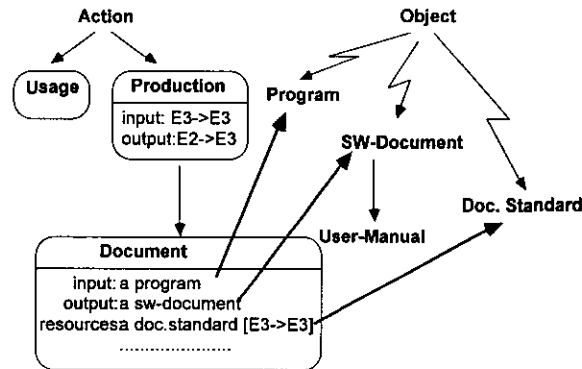 Action
Object
Usage
Production
input: E3->E3
output:E2->E3
Program
SW-Document
Doc. Standard
User-Manual
Document
input: a program
output: a sw-document
resources: a doc.standard [E3->E3]
........................